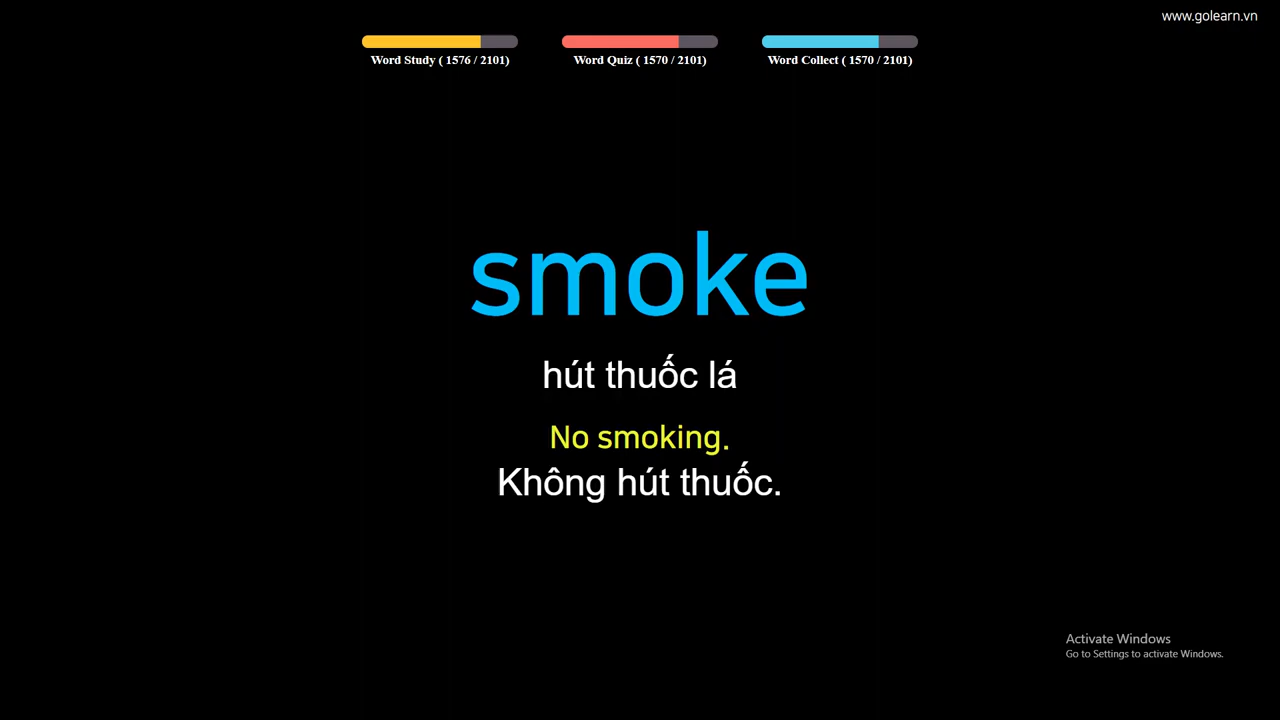 www.golearn.vn
Word Study ( 1576 / 2101)
Word Quiz ( 1570 / 2101)
Word Collect ( 1570 / 2101)
smoke
hút thuốc lá
No smoking.
Không hút thuốc.
Activate Windows
Go to Settings to activate Windows.